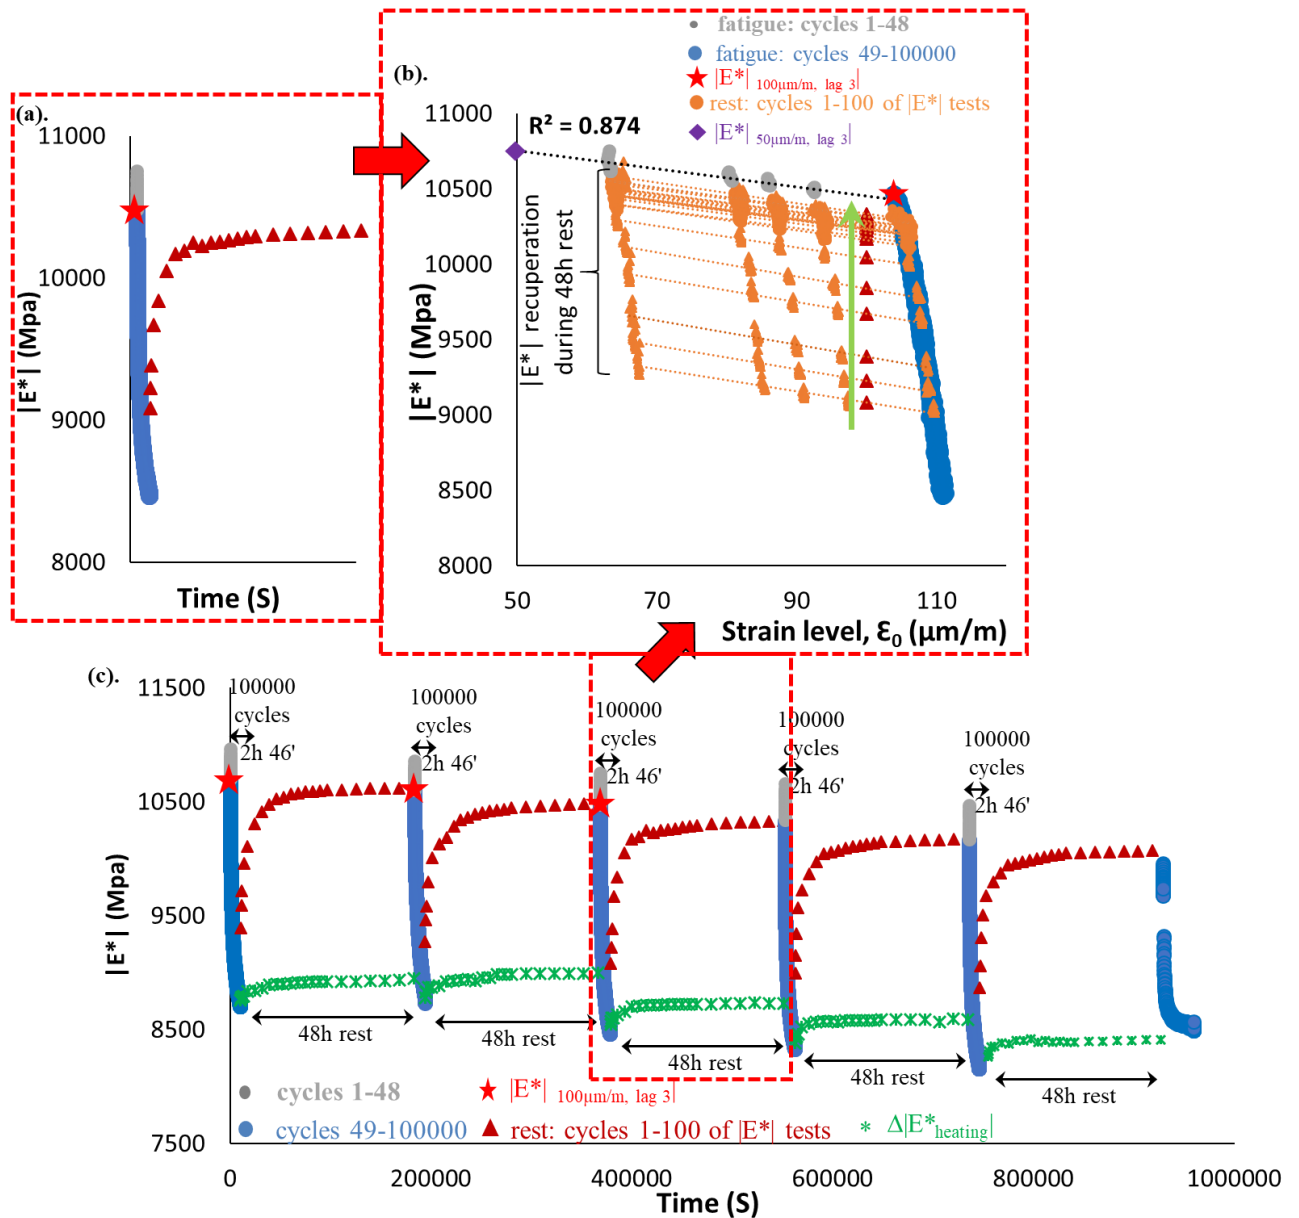 (a).
11000
10000
9000
8000
|E*| (Mpa)
Time (S)
(b).
fatigue: cycles 1-48
fatigue: cycles 49-100000
|E*| 100µm/m, lag 3|
rest: cycles 1-100 of |E*| tests
|E*| 50µm/m, lag 3|
R² = 0.874
11000
10500
10000
9500
9000
8500
8000
|E*| (Mpa)
|E*| recuperation
during 48h rest
50 70 90 110
Strain level, Ɛ0 (µm/m)
(c).
11500
10500
9500
8500
7500
|E*| (Mpa)
100000
cycles
2h 46'
100000
cycles
2h 46'
100000
cycles
2h 46'
100000
cycles
2h 46'
100000
cycles
2h 46'
48h rest
48h rest
48h rest
48h rest
48h rest
cycles 1-48
|E*| 100µm/m, lag 3|
cycles 49-100000
rest: cycles 1-100 of |E*| tests
Δ|E*heating|
0 200000 400000 600000 800000 1000000
Time (S)